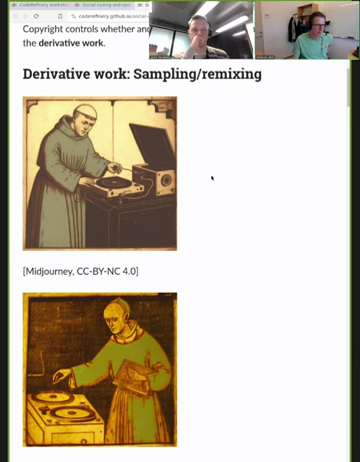 CodeRefinery worksho
Social coding and ope
coderefinery.github.io/social-
Copyright controls whether and
the derivative work.
Derivative work: Sampling/remixing
[Midjourney, CC-BY-NC 4.0]